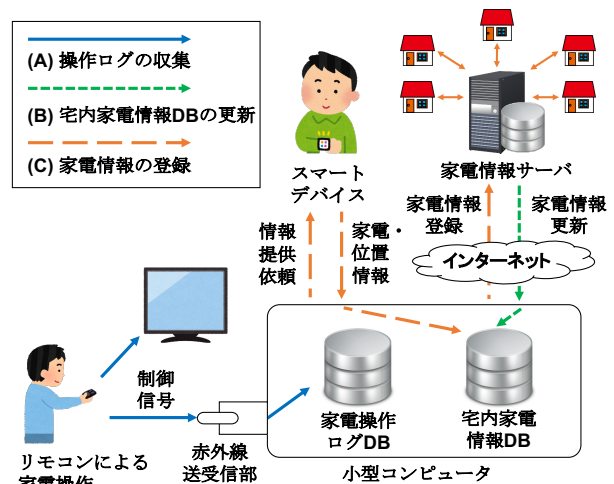 (A) 操作ログの収集
(B) 宅内家電情報DBの更新
(C) 家電情報の登録
スマート
デバイス
家電情報サーバ
情報
提供
依頼
家電・
位置
情報
家電情報
登録
家電情報
更新
インターネット
制御
信号
赤外線
送受信部
家電操作
ログDB
宅内家電
情報DB
リモコンによる
家電操作
小型コンピュータ